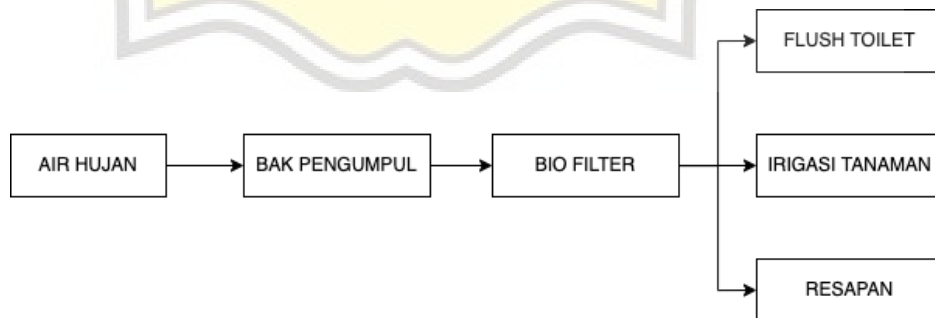 FLUSH TOILET
AIR HUJAN
BAK PENGUMPUL
BIO FILTER
IRIGASI TANAMAN
RESAPAN